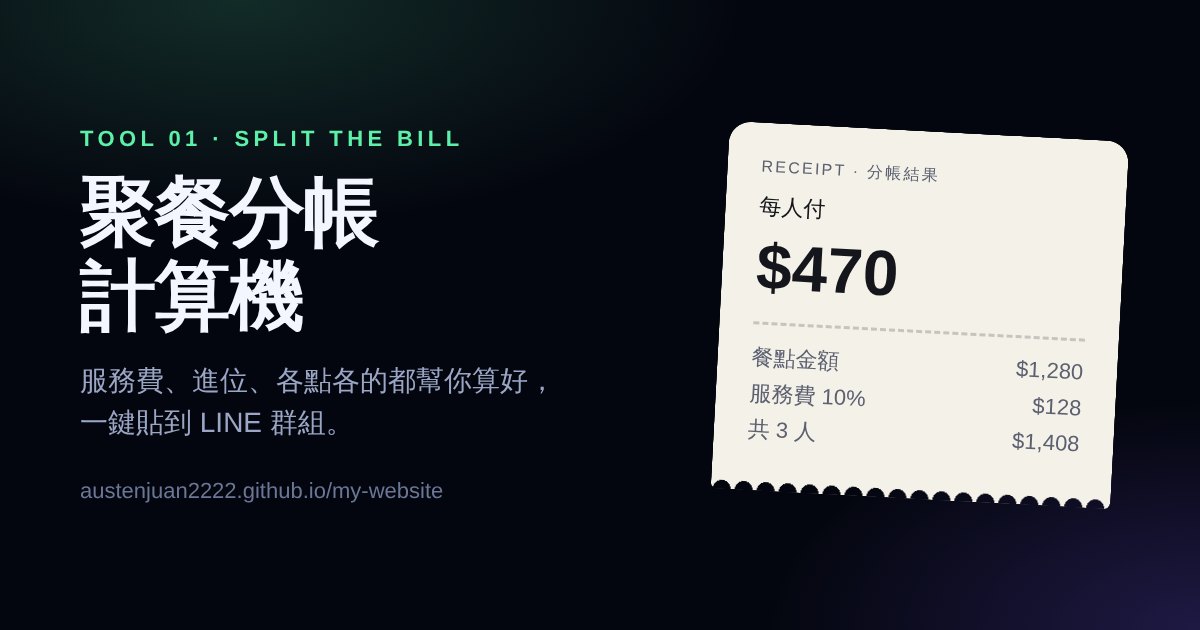 TOOL 01 · SPLIT THE BILL
聚餐分帳
計算機
服務費、進位、各點各的都幫你算好，
一鍵貼到 LINE 群組。
austenjuan2222.github.io/my-website
RECEIPT · 分帳結果
每人付
$470
餐點金額 $1,280
服務費 10% $128
共 3 人 $1,408